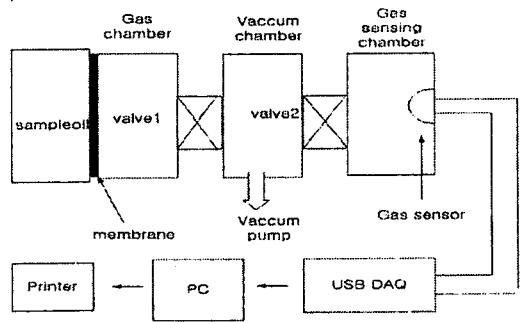 Gas
chamber
Vaccum
chamber
Gas
sensing
chamber
sampleoil
valve1
valve2
membrane
Vaccum
pump
Gas sensor
Printer
PC
USB DAQ